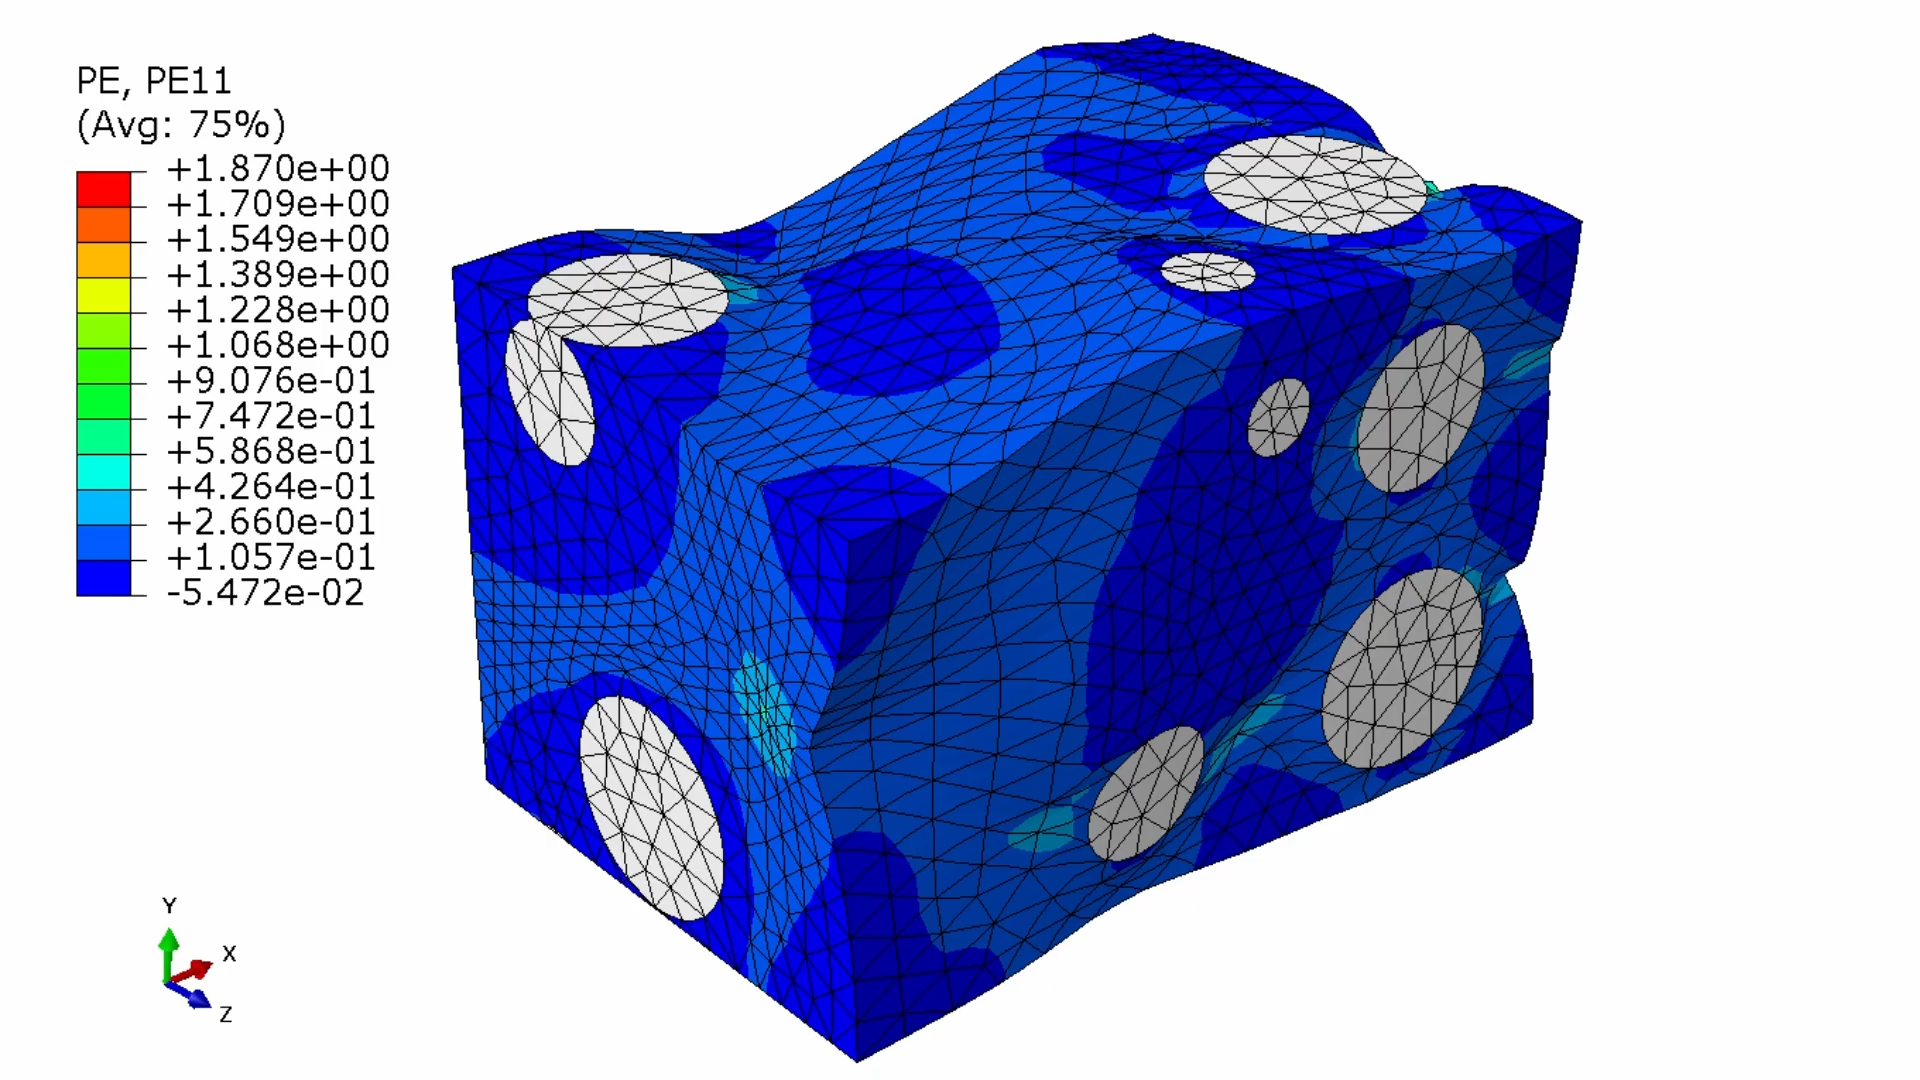 PE, PE11
(Avg: 75%)
+1.870e+00
+1.709e+00
+1.549e+00
+1.389e+00
+1.228e+00
+1.068e+00
+9.076e-01
+7.472e-01
+5.868e-01
+4.264e-01
+2.660e-01
+1.057e-01
-5.472e-02
Y
X
Z